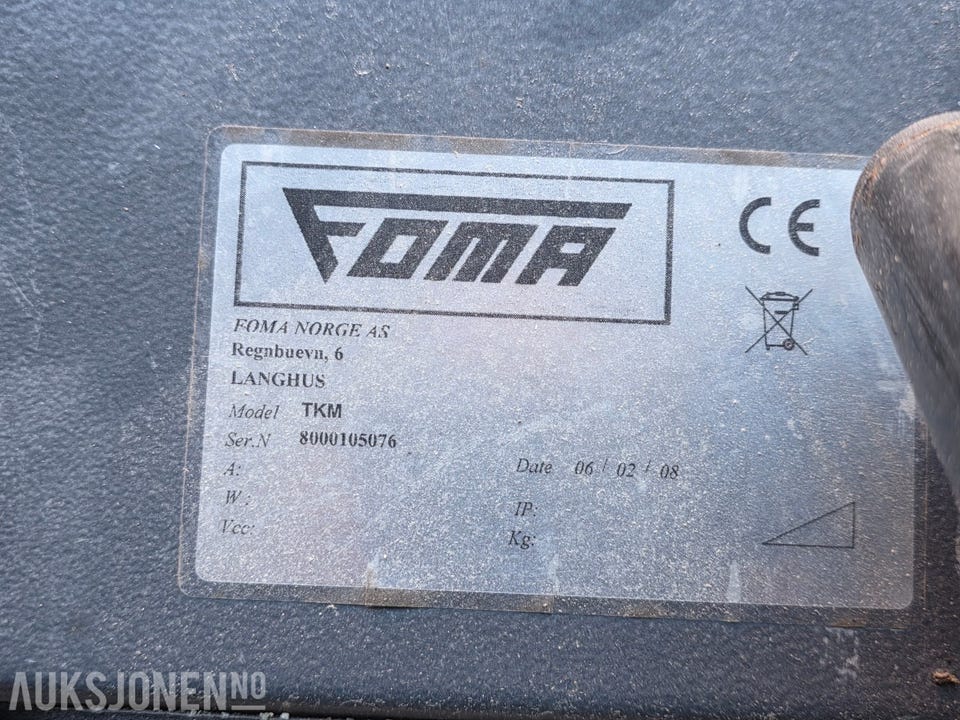 FOMA
CE
FOMA NORGE AS
Regnbuevn, 6
LANGHUS
Model TKM
Ser.N 8000105076
A:
Date 06 / 02 / 08
W:
IP:
Vcc:
Kg:
AUKSJONEN NO